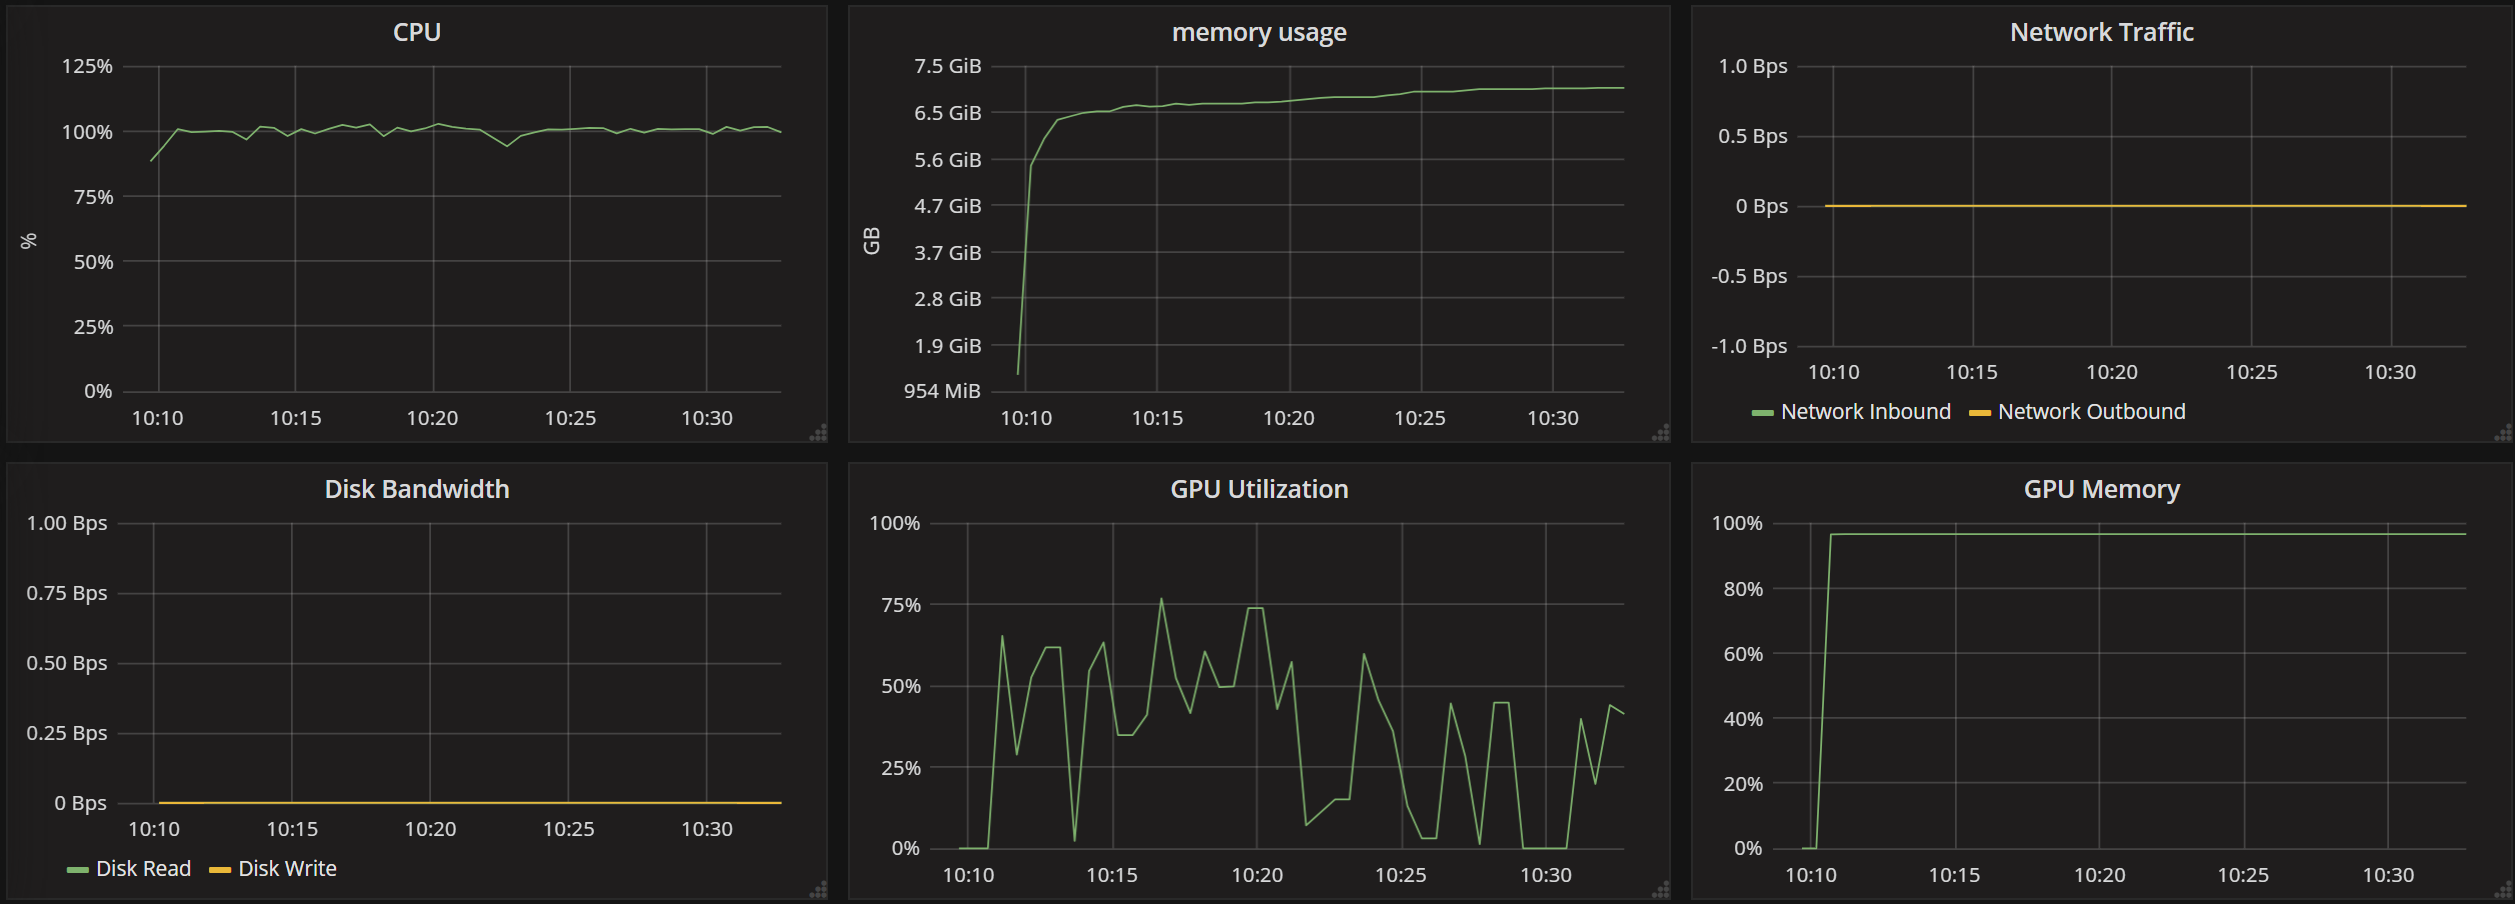 CPU
125%
100%
75%
50%
25%
0%
%
10:10 10:15 10:20 10:25 10:30
memory usage
7.5 GiB
6.5 GiB
5.6 GiB
4.7 GiB
3.7 GiB
2.8 GiB
1.9 GiB
954 MiB
GB
10:10 10:15 10:20 10:25 10:30
Network Traffic
1.0 Bps
0.5 Bps
0 Bps
-0.5 Bps
-1.0 Bps
10:10 10:15 10:20 10:25 10:30
Network Inbound Network Outbound
Disk Bandwidth
1.00 Bps
0.75 Bps
0.50 Bps
0.25 Bps
0 Bps
10:10 10:15 10:20 10:25 10:30
Disk Read Disk Write
GPU Utilization
100%
75%
50%
25%
0%
10:10 10:15 10:20 10:25 10:30
GPU Memory
100%
80%
60%
40%
20%
0%
10:10 10:15 10:20 10:25 10:30